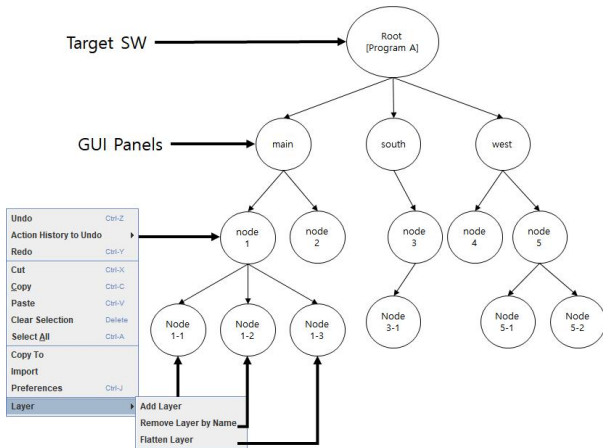 Target SW
Root
[Program A]
GUI Panels
main
south
west
node
1
node
2
node
3
node
4
node
5
Node
1-1
Node
1-2
Node
1-3
Node
3-1
Node
5-1
Node
5-2
Undo Ctrl-Z
Action History to Undo
Redo Ctrl-Y
Cut Ctrl-X
Copy Ctrl-C
Paste Ctrl-V
Clear Selection Delete
Select All Ctrl-A
Copy To
Import
Preferences Ctrl-J
Layer
Add Layer
Remove Layer by Name
Flatten Layer